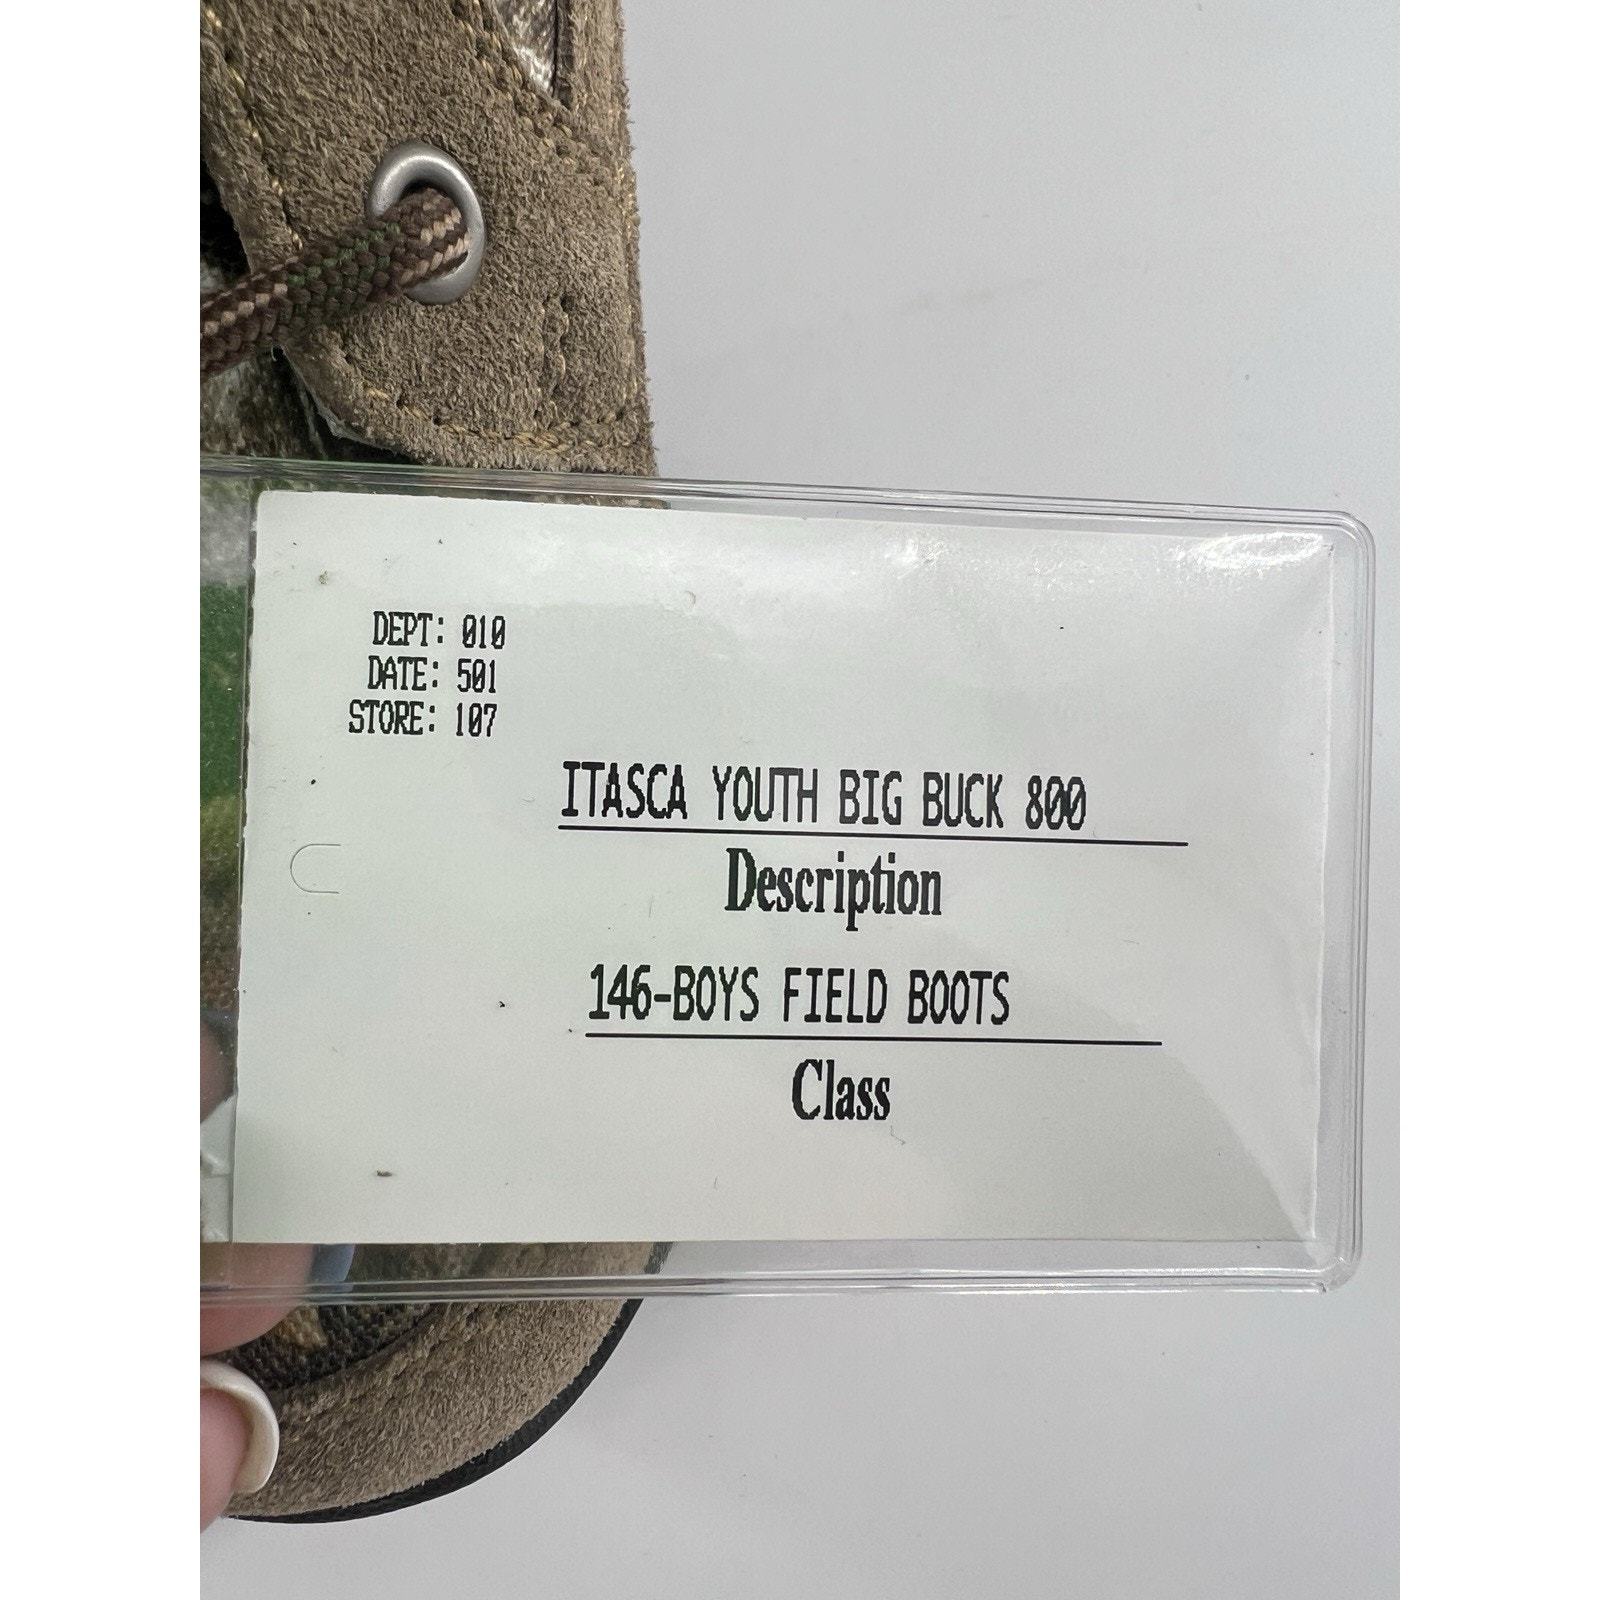 DEPT: 010
DATE: 501
STORE: 107
ITASCA YOUTH BIG BUCK 800
Description
146-BOYS FIELD BOOTS
Class